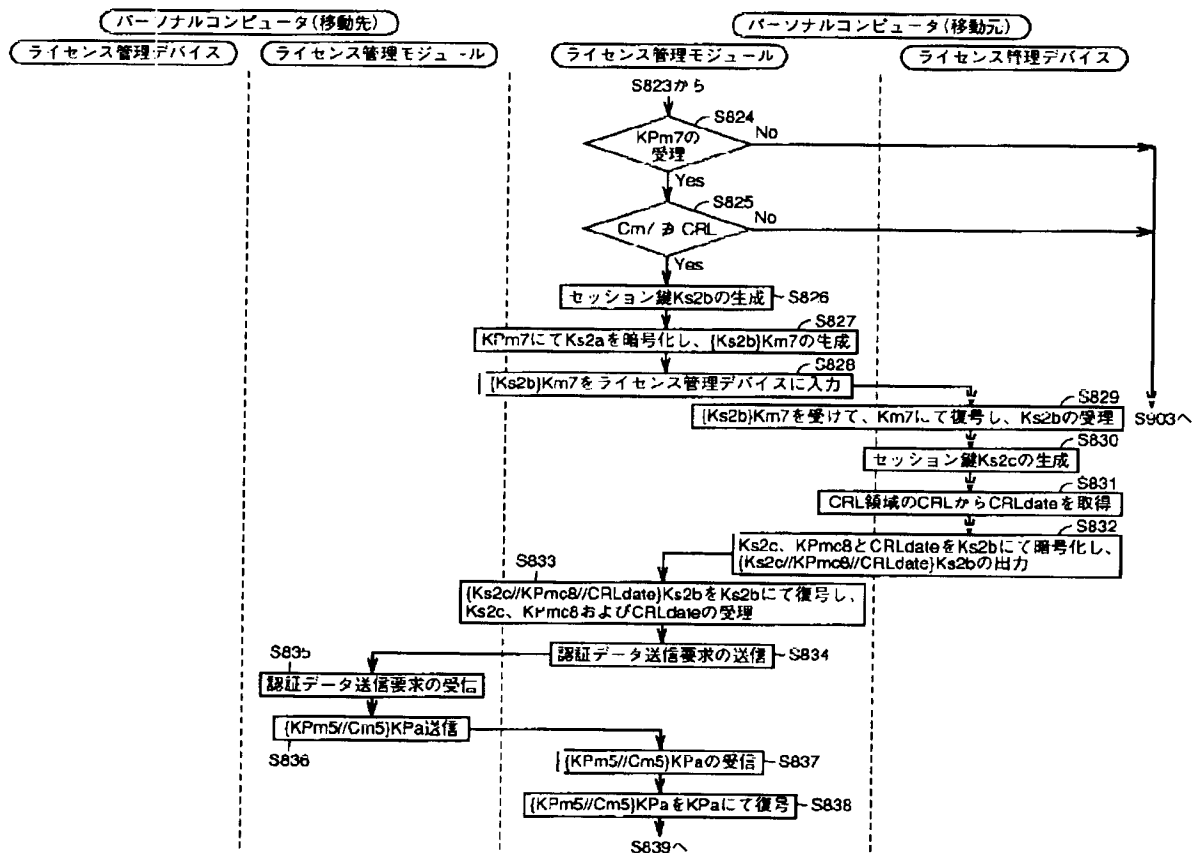 パーソナルコンピュータ(移動先)
パーソナルコンピュータ(移動元)
ライセンス管理デバイス
ライセンス管理モジュール
ライセンス管理モジュール
ライセンス管理デバイス
S823から
S824
KPm7の
受理
No
Yes
S825
Cm7 ∌ CRL
No
Yes
セッション鍵Ks2bの生成
S826
S827
KPm7にてKs2aを暗号化し、{Ks2b}Km7の生成
S828
{Ks2b}Km7をライセンス管理デバイスに入力
S829
{Ks2b}Km7を受けて、Km7にて復号し、Ks2bの受理
S903へ
S830
セッション鍵Ks2cの生成
S831
CRL領域のCRLからCRLdateを取得
S832
Ks2c、KPmc8とCRLdateをKs2bにて暗号化し、
{Ks2c//KPmc8//CRLdate}Ks2bの出力
S833
{Ks2c//KPmc8//CRLdate}Ks2bをKs2bにて復号し、
Ks2c、KPmc8およびCRLdateの受理
認証データ送信要求の送信
S834
S835
認証データ送信要求の受信
{KPm5//Cm5}KPa送信
S836
{KPm5//Cm5}KPaの受信
S837
{KPm5//Cm5}KPaをKPaにて復号
S838
S839へ